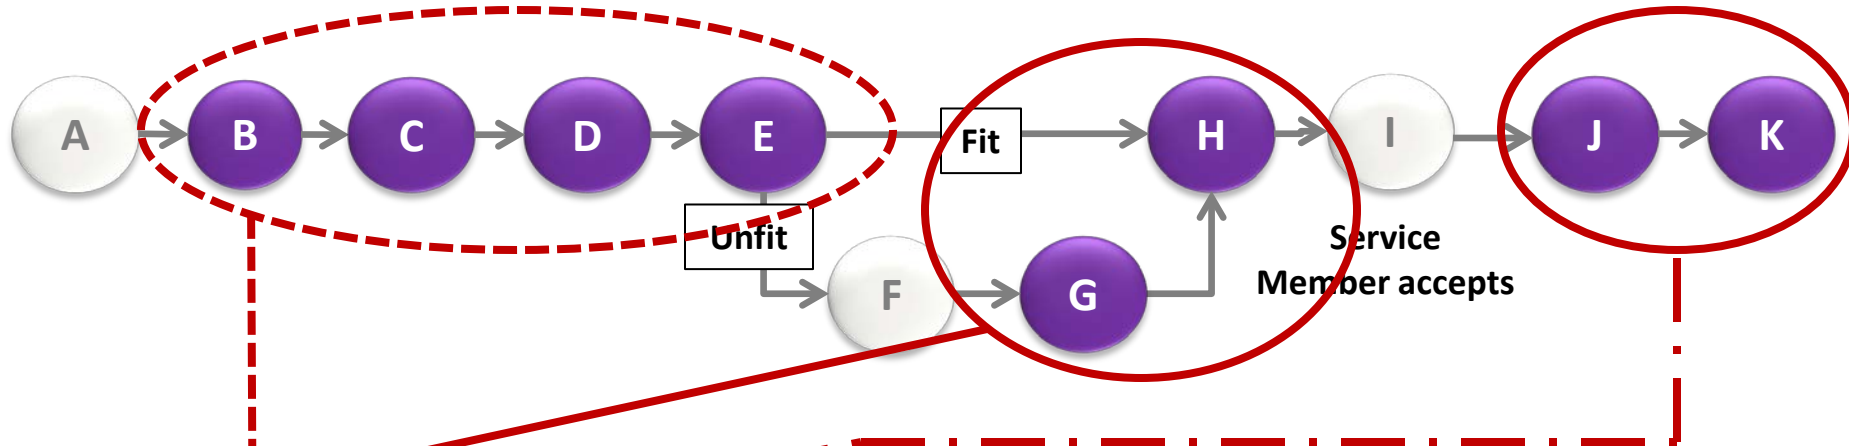 A
B
C
D
E
Fit
H
I
J
K
Unfit
F
G
Service
Member accepts